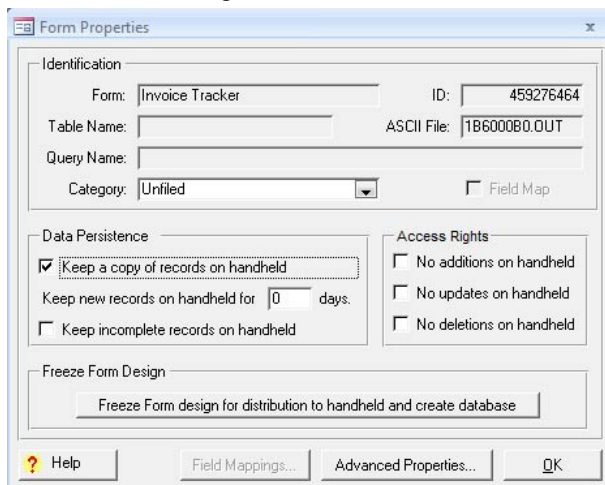 Form Properties
x
Identification
Form: Invoice Tracker ID: 459276464
Table Name: ASCII File: 1B6000B0.OUT
Query Name:
Category: Unfiled Field Map
Data Persistence Access Rights
Keep a copy of records on handheld No additions on handheld
Keep new records on handheld for 0 days. No updates on handheld
Keep incomplete records on handheld No deletions on handheld
Freeze Form Design
Freeze Form design for distribution to handheld and create database
? Help Field Mappings... Advanced Properties... OK